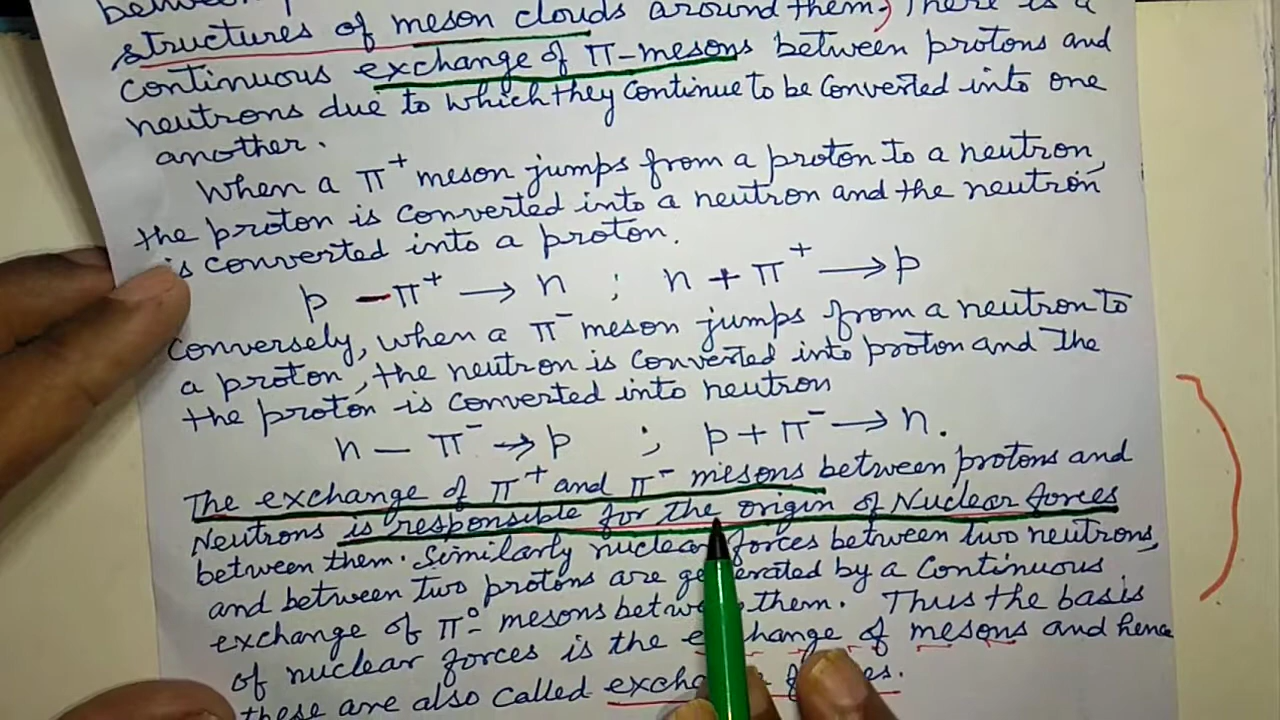 structures of meson clouds around them, There is a
continuous exchange of π-mesons between protons and
neutrons due to which they continue to be converted into one
another.
When a π⁺ meson jumps from a proton to a neutron,
the proton is converted into a neutron and the neutron
is converted into a proton.
p - π⁺ → n ; n + π⁺ → p
Conversely, when a π⁻ meson jumps from a neutron to
a proton, the neutron is converted into proton and The
the proton is converted into neutron
n - π⁻ → p ; p + π⁻ → n.
The exchange of π⁺ and π⁻ mesons between protons and
Neutrons is responsible for the origin of Nuclear forces
between them. Similarly nuclear forces between two neutrons,
and between two protons are generated by a continuous
exchange of π⁰- mesons between them. Thus the basis
of nuclear forces is the exchange of mesons and hence
these are also called exchange forces.